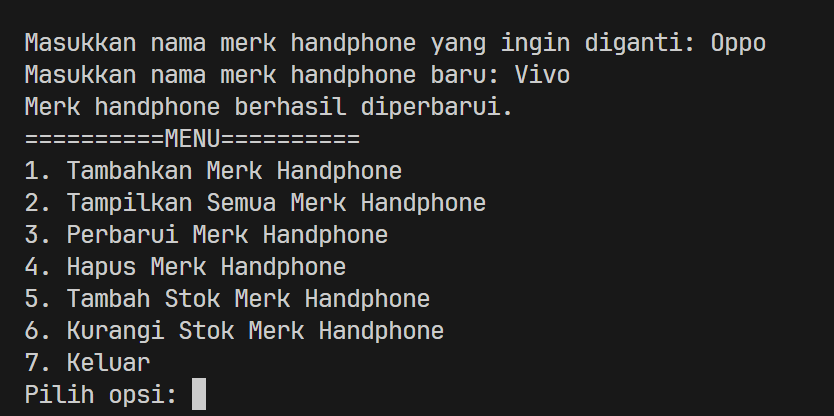 Masukkan nama merk handphone yang ingin diganti: Oppo
Masukkan nama merk handphone baru: Vivo
Merk handphone berhasil diperbarui.
==========MENU==========
1. Tambahkan Merk Handphone
2. Tampilkan Semua Merk Handphone
3. Perbarui Merk Handphone
4. Hapus Merk Handphone
5. Tambah Stok Merk Handphone
6. Kurangi Stok Merk Handphone
7. Keluar
Pilih opsi: